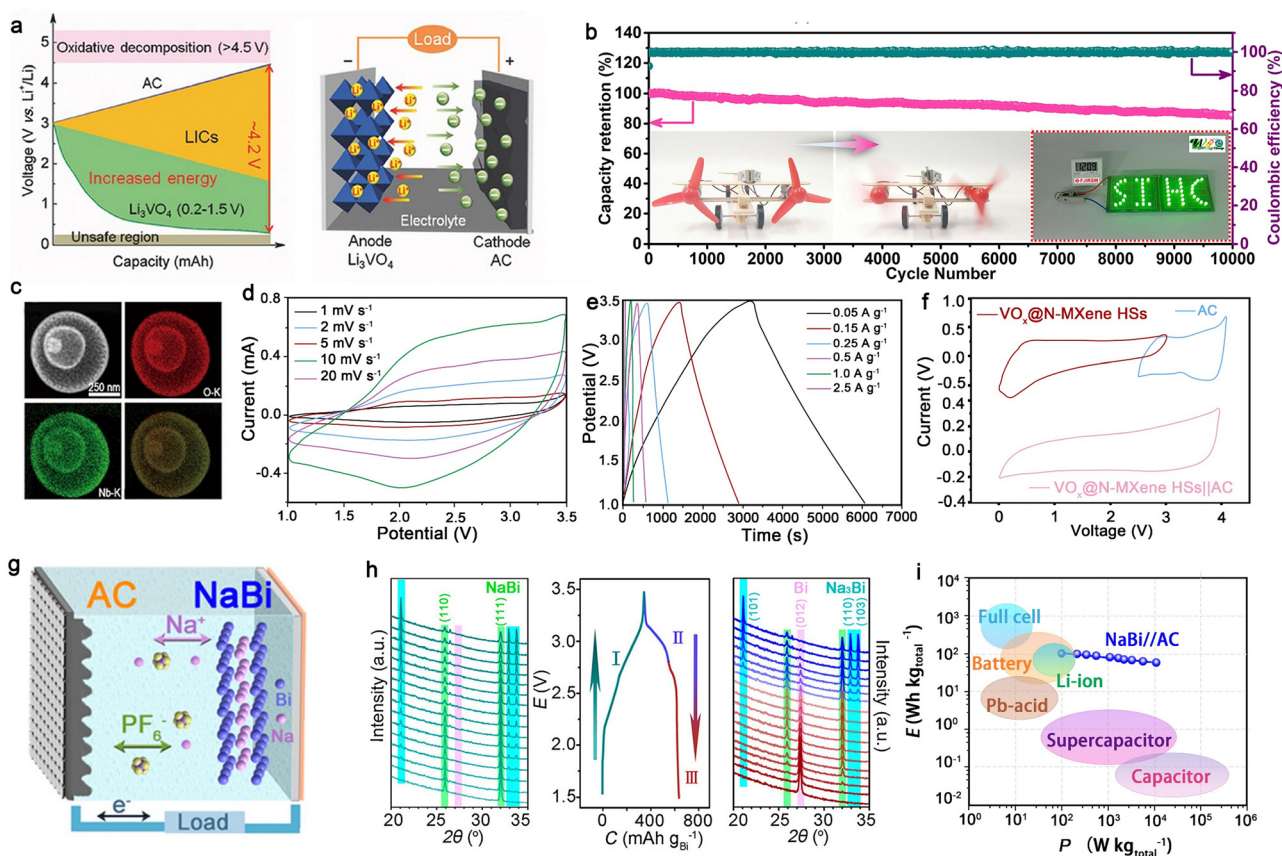 a
Oxidative decomposition (>4.5 V)
AC
LICs
Increased energy
Li₃VO₄ (0.2-1.5 V)
Unsafe region
~4.2 V
5
4
3
2
1
0
Voltage (V vs. Li⁺/Li)
Capacity (mAh)
Load
−
+
Li⁺
Electrolyte
Anode
Li₃VO₄
Cathode
AC
b
140
120
100
80
60
40
20
0
Capacity retention (%)
100
80
60
40
20
0
Coulombic efficiency (%)
0 1000 2000 3000 4000 5000 6000 7000 8000 9000 10000
Cycle Number
SIHC
c
250 nm
O-K
Nb-K
d
1 mV s⁻¹
2 mV s⁻¹
5 mV s⁻¹
10 mV s⁻¹
20 mV s⁻¹
0.8
0.4
0.0
-0.4
Current (mA)
1.0 1.5 2.0 2.5 3.0 3.5
Potential (V)
e
0.05 A g⁻¹
0.15 A g⁻¹
0.25 A g⁻¹
0.5 A g⁻¹
1.0 A g⁻¹
2.5 A g⁻¹
3.5
3.0
2.5
2.0
1.5
1.0
Potential (V)
0 1000 2000 3000 4000 5000 6000 7000
Time (s)
f
VOₓ@N-MXene HSs
AC
1.0
0.5
0.0
-0.5
0.4
0.2
0.0
-0.2
-0.4
Current (V)
VOₓ@N-MXene HSs||AC
0 1 2 3 4
Voltage (V)
g
AC
NaBi
Na⁺
PF₆⁻
Bi
Na
e⁻
Load
h
NaBi
(110)
(111)
Intensity (a.u.)
20 25 30 35
2θ (°)
3.5
3.0
2.5
2.0
1.5
E (V)
I
II
III
0 400 800
C (mAh g_Bi⁻¹)
Bi
Na₃Bi
(101)
(012)
(110)
(103)
Intensity (a.u.)
20 25 30 35
2θ (°)
i
10⁴
10³
10²
10¹
10⁰
10⁻¹
10⁻²
E (Wh kg_total⁻¹)
Full cell
Battery
Li-ion
Pb-acid
NaBi//AC
Supercapacitor
Capacitor
10⁰ 10¹ 10² 10³ 10⁴ 10⁵ 10⁶
P (W kg_total⁻¹)